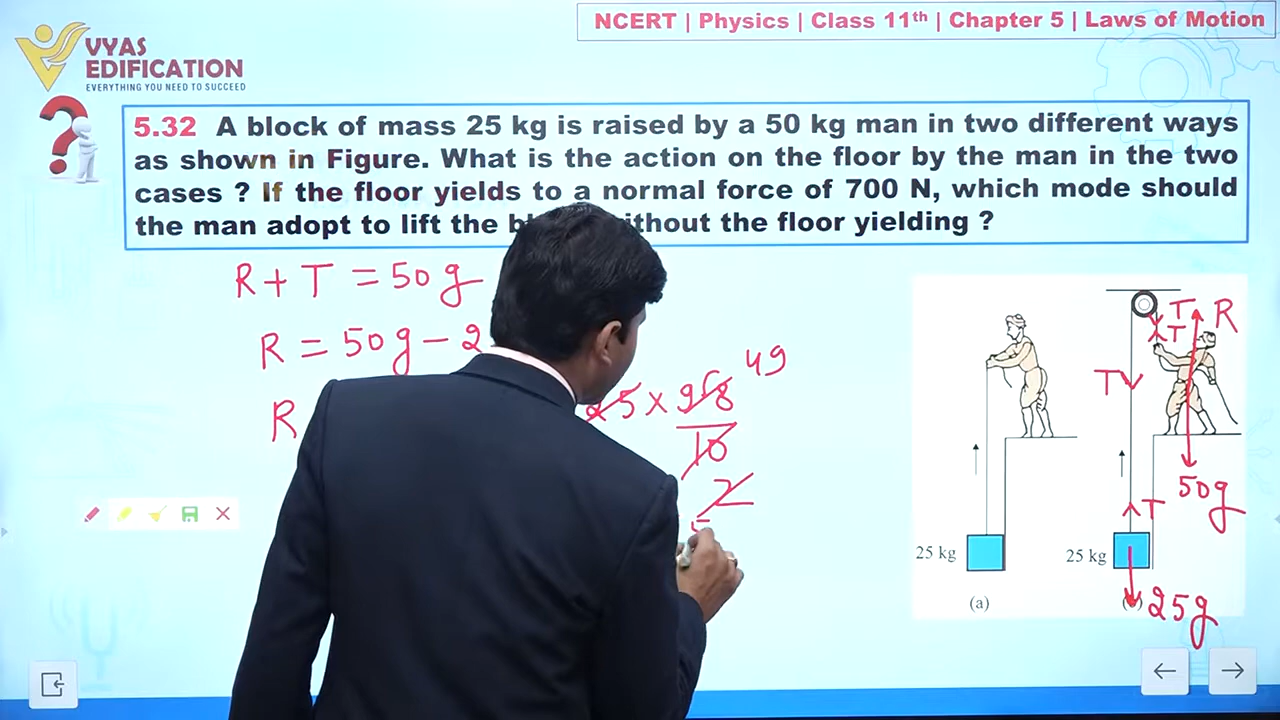 NCERT | Physics | Class 11th | Chapter 5 | Laws of Motion
VYAS
EDIFICATION
EVERYTHING YOU NEED TO SUCCEED
5.32 A block of mass 25 kg is raised by a 50 kg man in two different ways
as shown in Figure. What is the action on the floor by the man in the two
cases ? If the floor yields to a normal force of 700 N, which mode should
the man adopt to lift the ithout the floor yielding ?
R + T = 50g
R = 50g - 2
R 25 × 98 49
10
2
5
T R
T
T
50g
T
25 kg
25 kg
25g
(a)